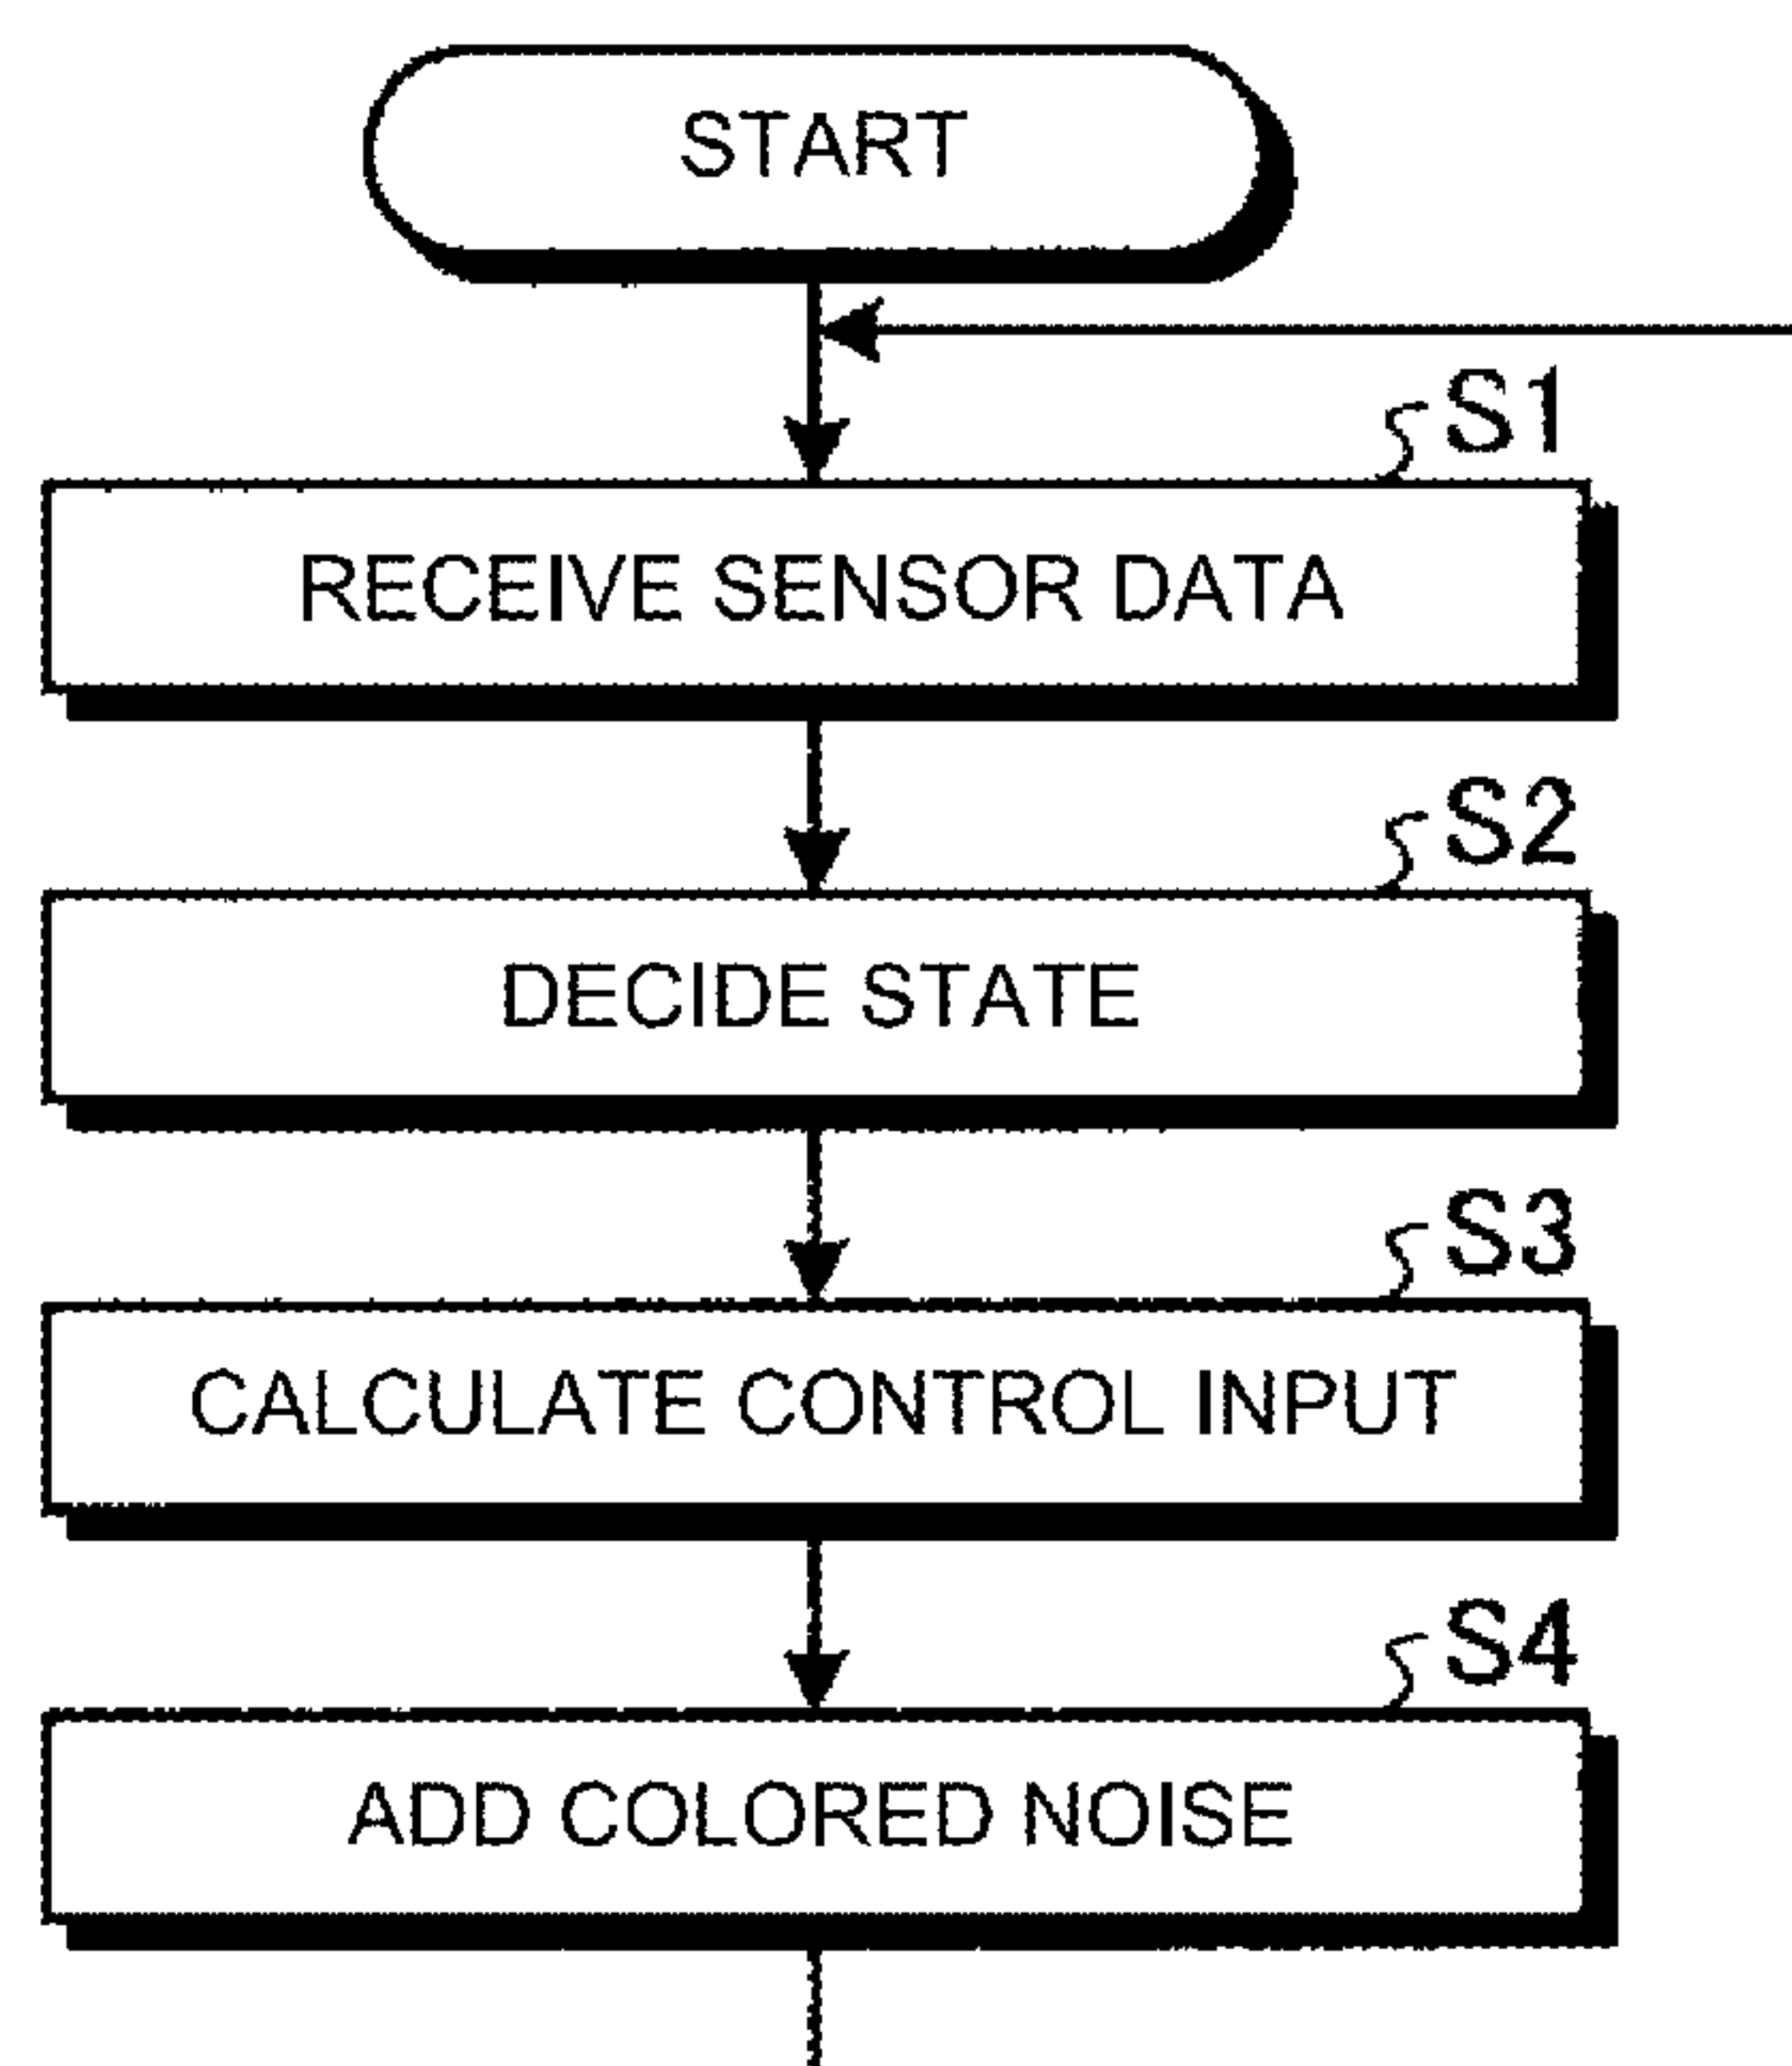 START
S1
RECEIVE SENSOR DATA
S2
DECIDE STATE
S3
CALCULATE CONTROL INPUT
S4
ADD COLORED NOISE